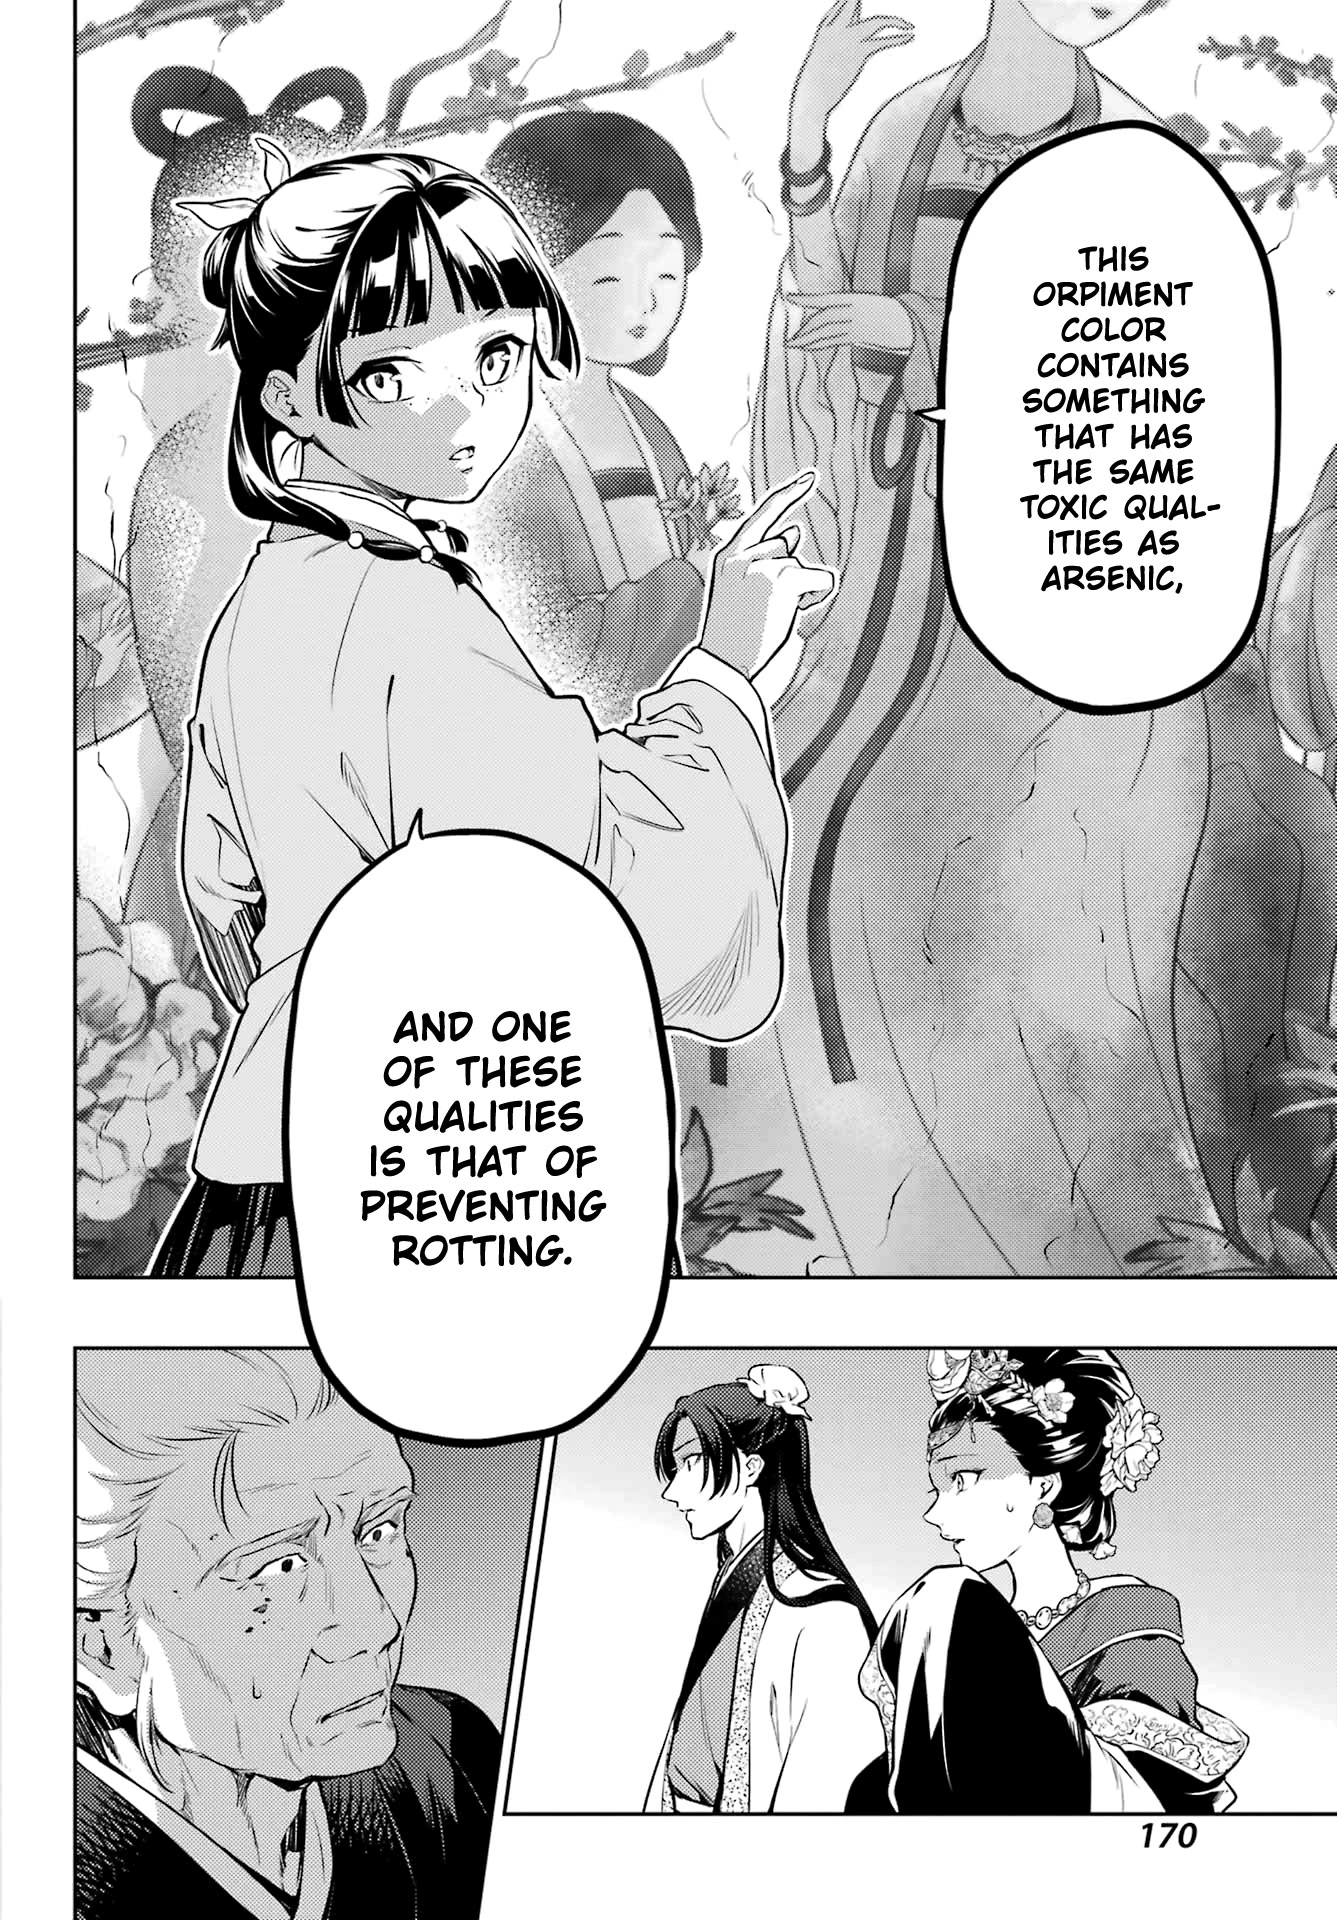 THIS
ORPIMENT
COLOR
CONTAINS
SOMETHING
THAT HAS
THE SAME
TOXIC QUAL-
ITIES AS
ARSENIC,
AND ONE
OF THESE
QUALITIES
IS THAT OF
PREVENTING
ROTTING.
170